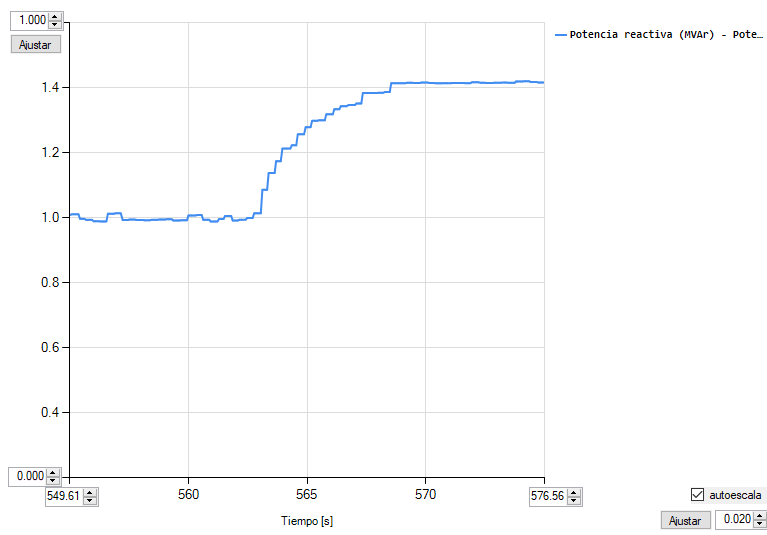 1.000
Ajustar
Potencia reactiva (MVAr) - Pote…
1.4
1.2
1.0
0.8
0.6
0.4
0.000
549.61
560
565
570
576.56
Tiempo [s]
autoescala
Ajustar
0.020